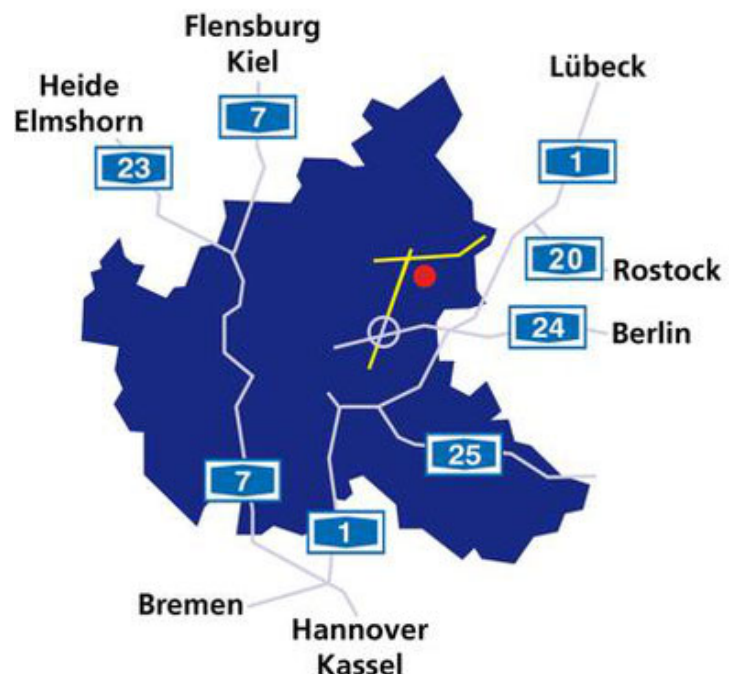 Flensburg
Kiel
Lübeck
Heide
Elmshorn
7
1
23
20
Rostock
24
Berlin
25
7
1
Bremen
Hannover
Kassel